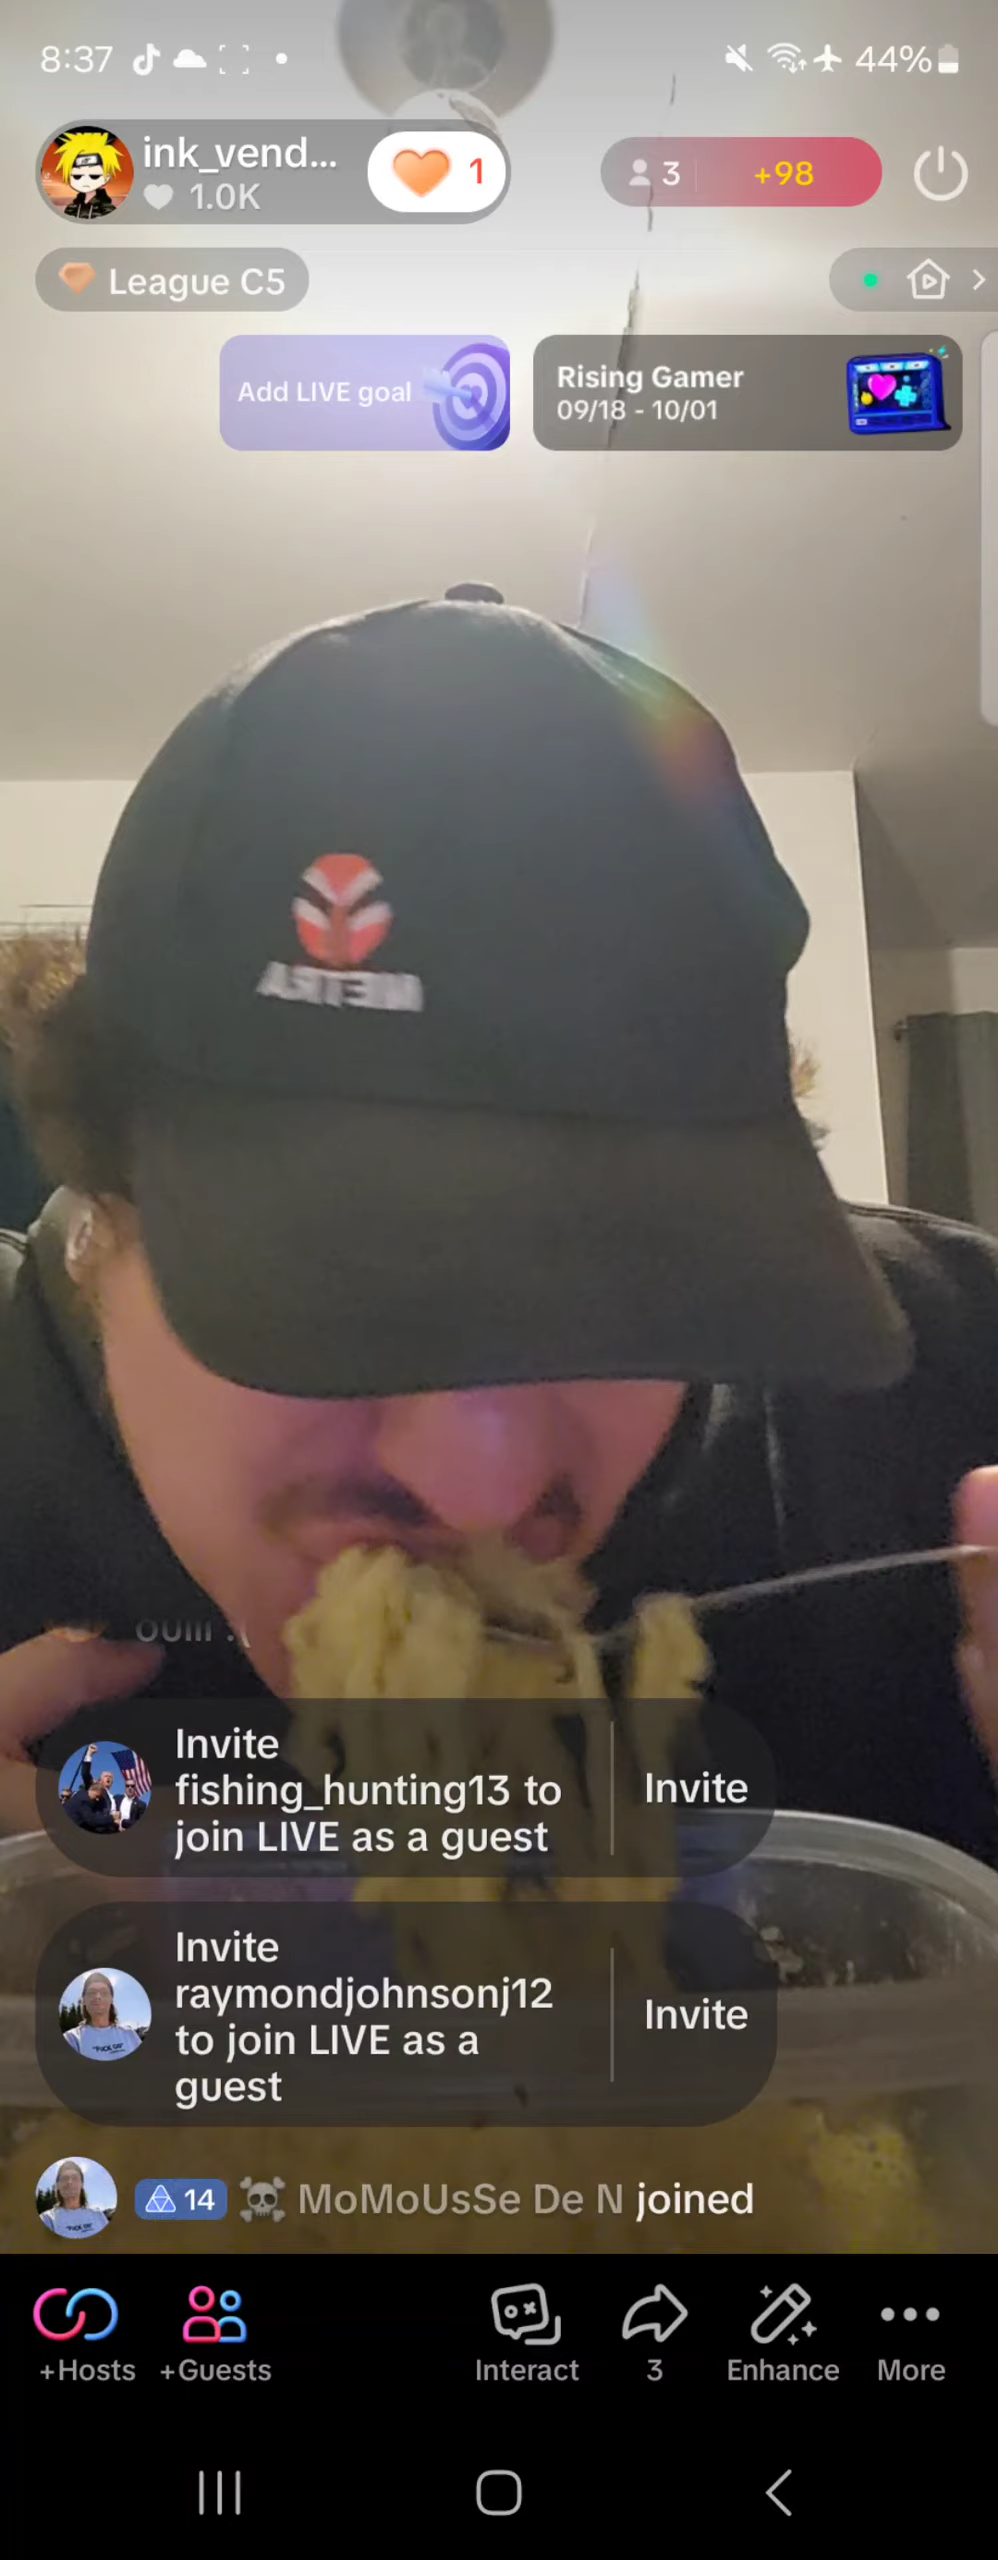 8:37
44%
ink_vend...
1.0K
1
3
+98
League C5
Add LIVE goal
Rising Gamer
09/18 - 10/01
Invite
fishing_hunting13 to
join LIVE as a guest
Invite
Invite
raymondjohnsonj12
to join LIVE as a
guest
Invite
14
MoMoUsSe De N joined
+Hosts
+Guests
Interact
3
Enhance
More